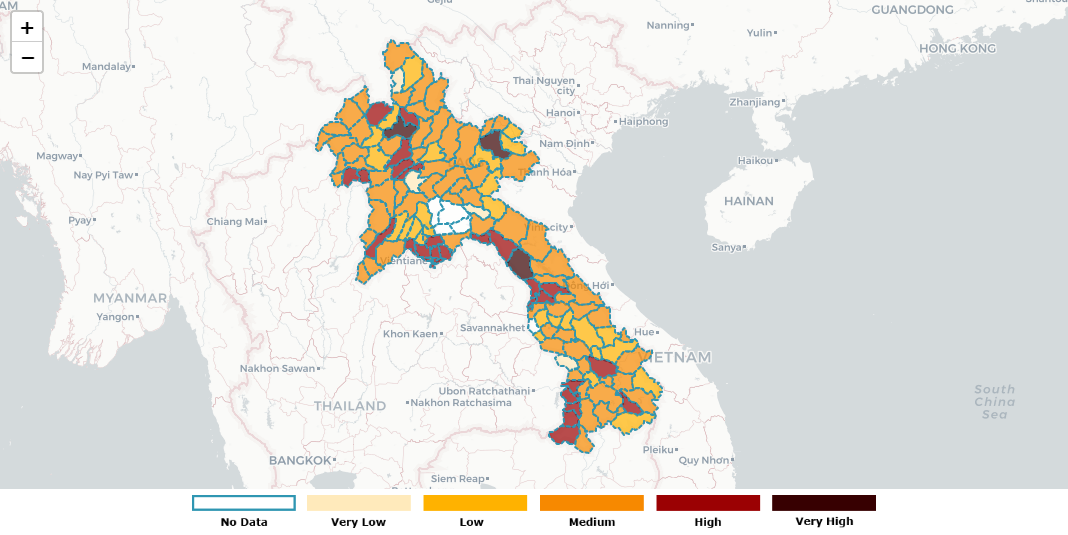 AM
Gejiu
GUANGDONG
Nanning
Yulin
+
−
HONG KONG
Mandalay
Thai Nguyen
city
Zhanjiang
Hanoi
Haiphong
Nam Định
Magway
Haikou
Nay Pyi Taw
Thanh Hóa
HAINAN
Pyay
Chiang Mai
Vinh city
Sanya
Vientiane
Đồng Hới
MYANMAR
Yangon
Khon Kaen
Savannakhet
Hue
VIETNAM
Nakhon Sawan
Ubon Ratchathani
Nakhon Ratchasima
THAILAND
South
China
Sea
Pleiku
Quy Nhơn
BANGKOK
Siem Reap
No Data
Very Low
Low
Medium
High
Very High